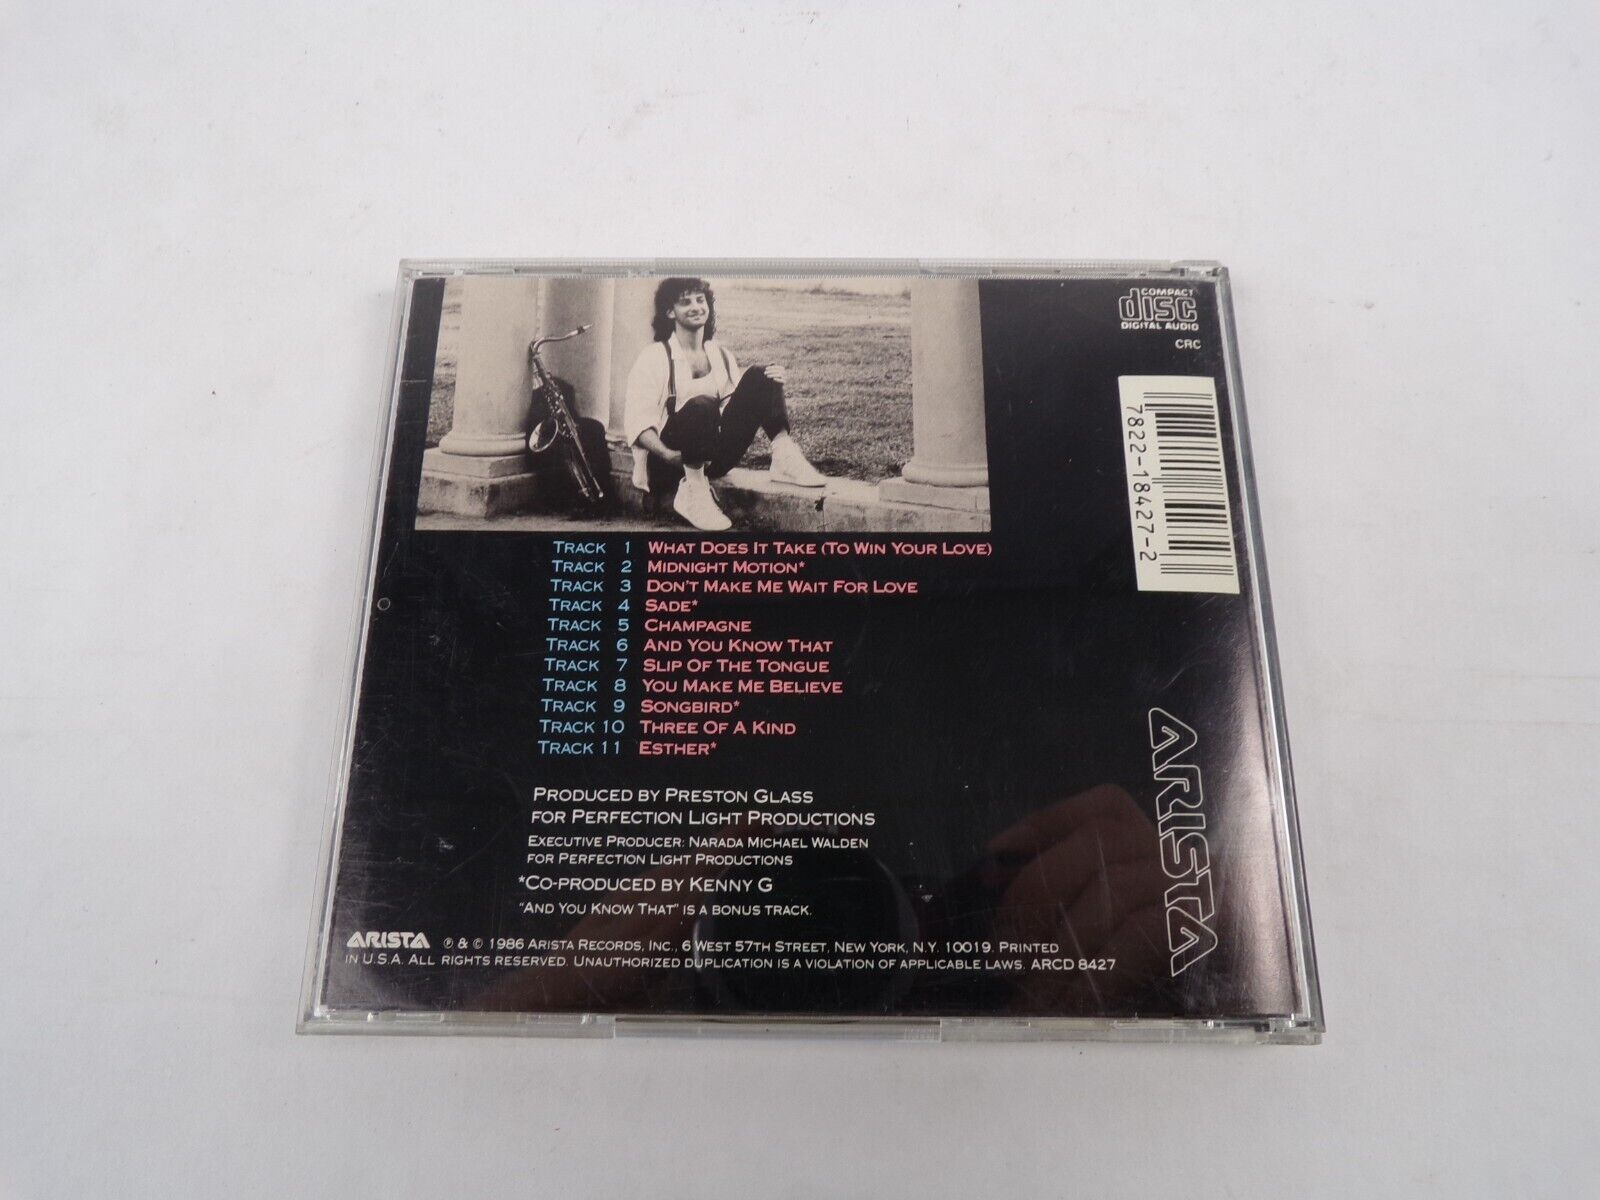 COMPACT
disc
DIGITAL AUDIO
CRC
7822-18427-2
TRACK 1 WHAT DOES IT TAKE (TO WIN YOUR LOVE)
TRACK 2 MIDNIGHT MOTION*
TRACK 3 DON'T MAKE ME WAIT FOR LOVE
TRACK 4 SADE*
TRACK 5 CHAMPAGNE
TRACK 6 AND YOU KNOW THAT
TRACK 7 SLIP OF THE TONGUE
TRACK 8 YOU MAKE ME BELIEVE
TRACK 9 SONGBIRD*
TRACK 10 THREE OF A KIND
TRACK 11 ESTHER*
ARISTA
PRODUCED BY PRESTON GLASS
FOR PERFECTION LIGHT PRODUCTIONS
EXECUTIVE PRODUCER: NARADA MICHAEL WALDEN
FOR PERFECTION LIGHT PRODUCTIONS
*CO-PRODUCED BY KENNY G
"AND YOU KNOW THAT" IS A BONUS TRACK.
ARISTA ℗ & © 1986 ARISTA RECORDS, INC., 6 WEST 57TH STREET, NEW YORK, N.Y. 10019. PRINTED
IN U.S.A. ALL RIGHTS RESERVED. UNAUTHORIZED DUPLICATION IS A VIOLATION OF APPLICABLE LAWS. ARCD 8427